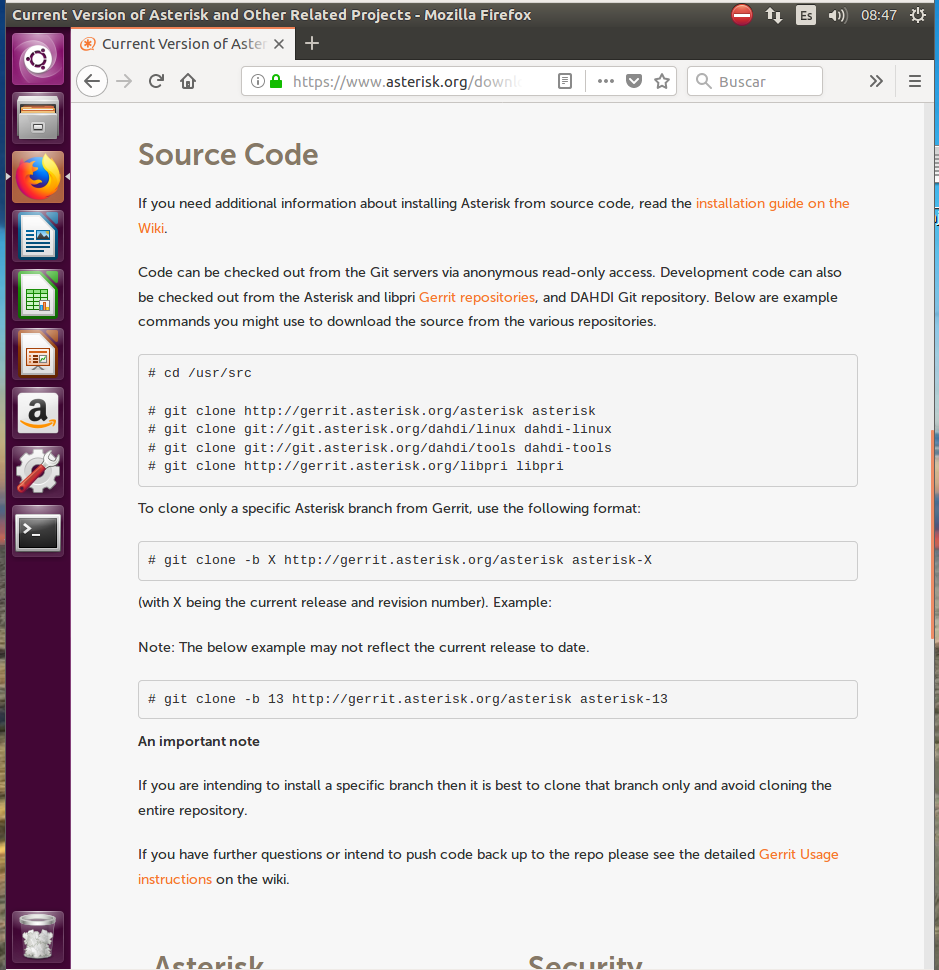 Current Version of Asterisk and Other Related Projects - Mozilla Firefox
Es
08:47
Current Version of Aster
https://www.asterisk.org/downl
Buscar
Source Code
If you need additional information about installing Asterisk from source code, read the installation guide on the
Wiki.
Code can be checked out from the Git servers via anonymous read-only access. Development code can also
be checked out from the Asterisk and libpri Gerrit repositories, and DAHDI Git repository. Below are example
commands you might use to download the source from the various repositories.
# cd /usr/src
# git clone http://gerrit.asterisk.org/asterisk asterisk
# git clone git://git.asterisk.org/dahdi/linux dahdi-linux
# git clone git://git.asterisk.org/dahdi/tools dahdi-tools
# git clone http://gerrit.asterisk.org/libpri libpri
To clone only a specific Asterisk branch from Gerrit, use the following format:
# git clone -b X http://gerrit.asterisk.org/asterisk asterisk-X
(with X being the current release and revision number). Example:
Note: The below example may not reflect the current release to date.
# git clone -b 13 http://gerrit.asterisk.org/asterisk asterisk-13
An important note
If you are intending to install a specific branch then it is best to clone that branch only and avoid cloning the
entire repository.
If you have further questions or intend to push code back up to the repo please see the detailed Gerrit Usage
instructions on the wiki.
Asterisk
Security